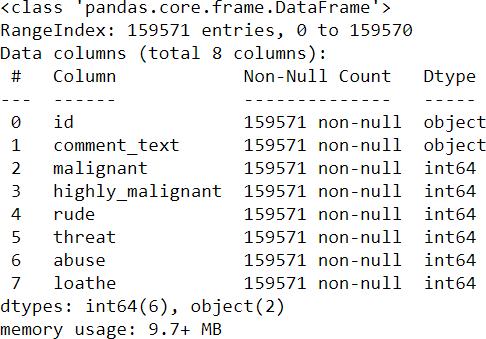 <class 'pandas.core.frame.DataFrame'>
RangeIndex: 159571 entries, 0 to 159570
Data columns (total 8 columns):
 #   Column            Non-Null Count   Dtype
---  ------            --------------   -----
 0   id                159571 non-null  object
 1   comment_text      159571 non-null  object
 2   malignant         159571 non-null  int64
 3   highly_malignant  159571 non-null  int64
 4   rude              159571 non-null  int64
 5   threat            159571 non-null  int64
 6   abuse             159571 non-null  int64
 7   loathe            159571 non-null  int64
dtypes: int64(6), object(2)
memory usage: 9.7+ MB